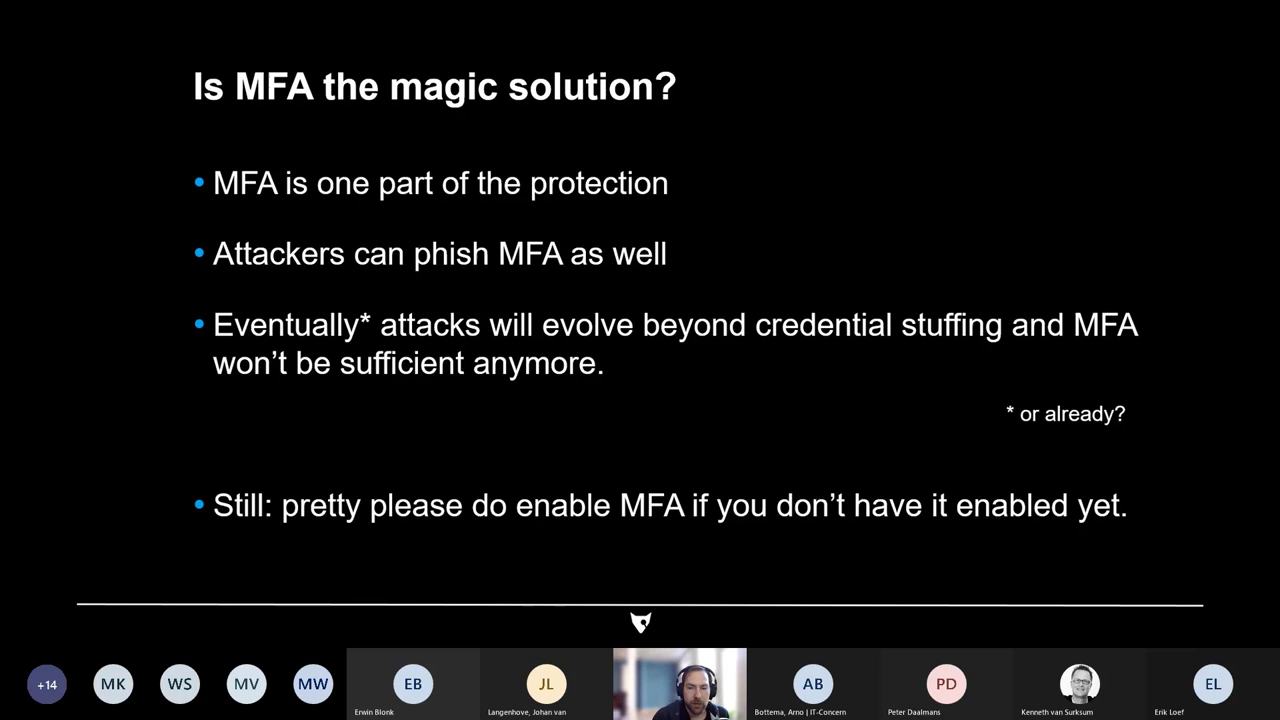 Is MFA the magic solution?
• MFA is one part of the protection
• Attackers can phish MFA as well
• Eventually* attacks will evolve beyond credential stuffing and MFA
won’t be sufficient anymore.
* or already?
• Still: pretty please do enable MFA if you don’t have it enabled yet.
+14
MK
WS
MV
MW
EB
JL
AB
PD
EL
Erwin Blonk
Langenhove, Johan van
Bottema, Arno | IT-Concern
Peter Daalmans
Kenneth van Surksum
Erik Loef